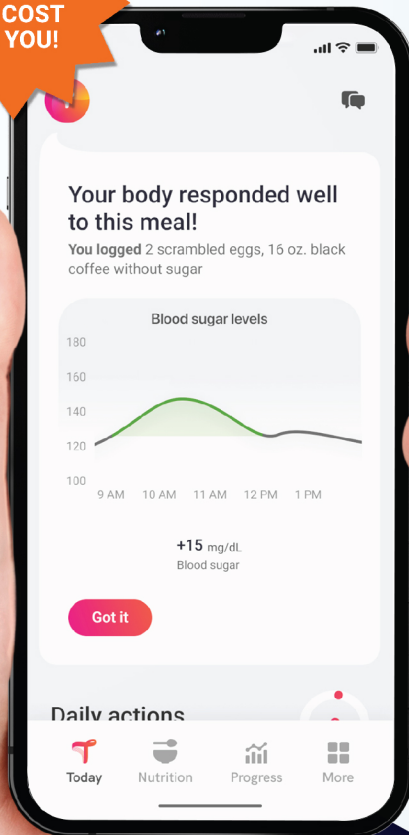 COST
YOU!
Your body responded well
to this meal!
You logged 2 scrambled eggs, 16 oz. black
coffee without sugar
Blood sugar levels
180
160
140
120
100
9 AM 10 AM 11 AM 12 PM 1 PM
+15 mg/dL
Blood sugar
Got it
Daily actions
Today Nutrition Progress More